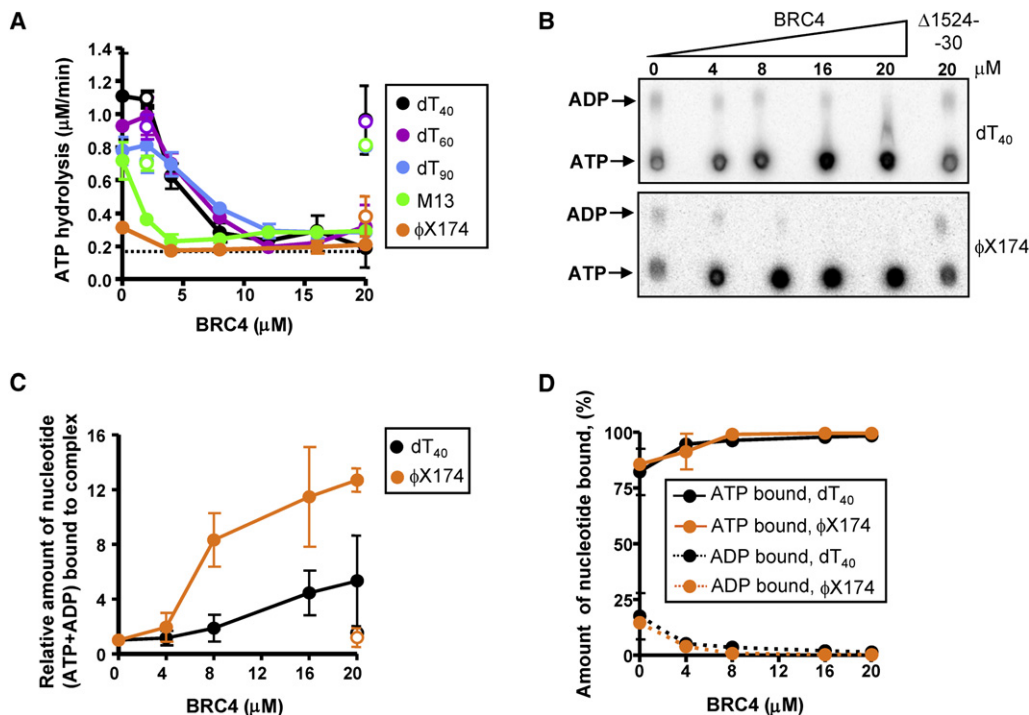 A
ATP hydrolysis (μM/min)
1.4
1.2
1.0
0.8
0.6
0.4
0.2
0.0
0
5
10
15
20
BRC4 (μM)
dT40
dT60
dT90
M13
ϕX174
B
BRC4
Δ1524-
-30
0 4 8 16 20 20 μM
ADP
ATP
dT40
ADP
ATP
ϕX174
C
Relative amount of nucleotide
(ATP+ADP) bound to complex
16
12
8
4
0
0 4 8 12 16 20
BRC4 (μM)
dT40
ϕX174
D
Amount of nucleotide bound, (%)
100
75
50
25
0
0 4 8 12 16 20
BRC4 (μM)
ATP bound, dT40
ATP bound, ϕX174
ADP bound, dT40
ADP bound, ϕX174